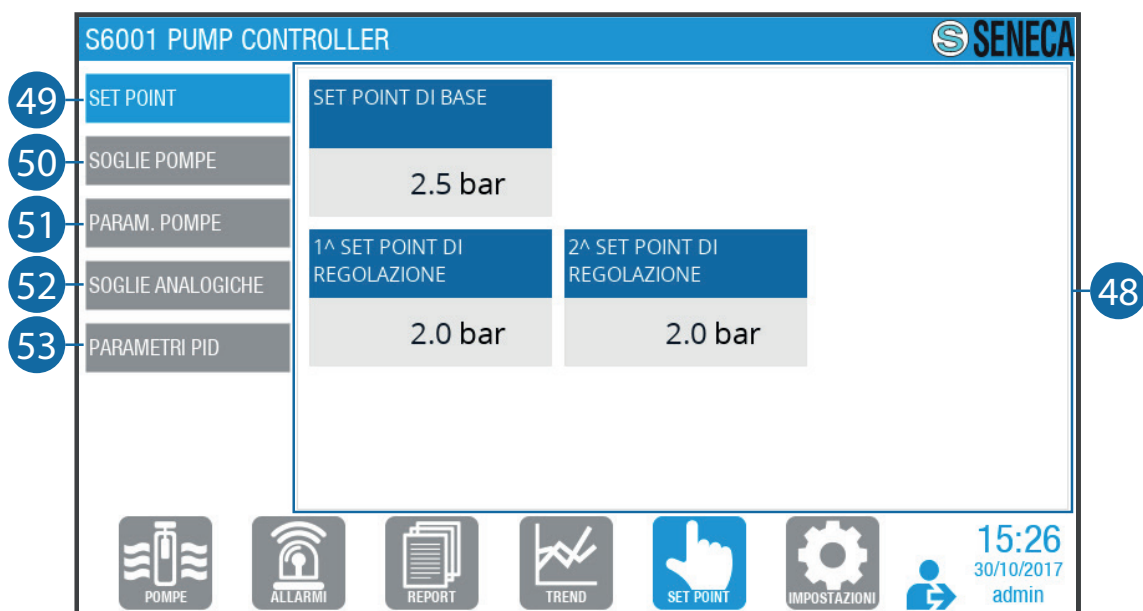 S6001 PUMP CONTROLLER
S SENECA
49 SET POINT
50 SOGLIE POMPE
51 PARAM. POMPE
52 SOGLIE ANALOGICHE
53 PARAMETRI PID
SET POINT DI BASE
2.5 bar
1^ SET POINT DI
REGOLAZIONE
2.0 bar
2^ SET POINT DI
REGOLAZIONE
2.0 bar
48
POMPE
ALLARMI
REPORT
TREND
SET POINT
IMPOSTAZIONI
15:26
30/10/2017
admin